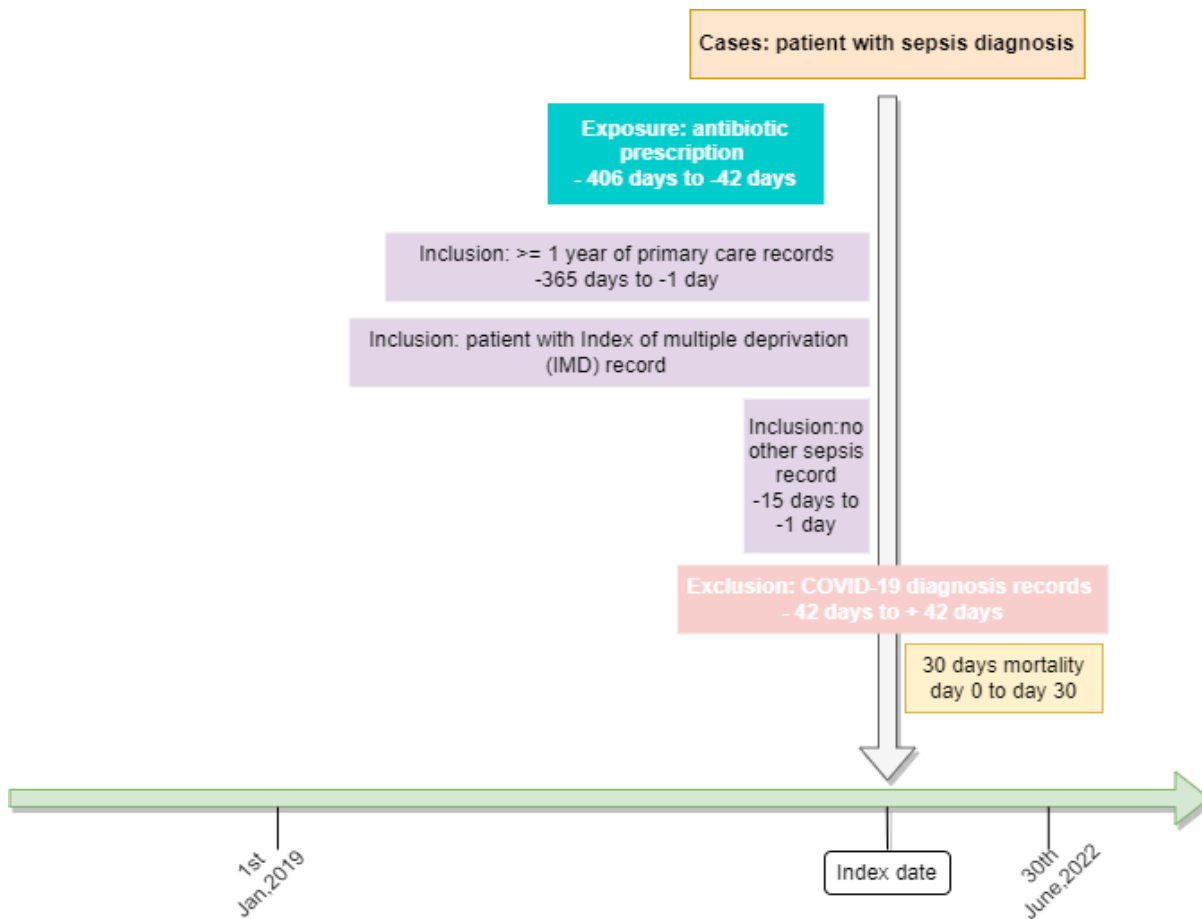 Cases: patient with sepsis diagnosis
Exposure: antibiotic
prescription
- 406 days to -42 days
Inclusion: >= 1 year of primary care records
-365 days to -1 day
Inclusion: patient with Index of multiple deprivation
(IMD) record
Inclusion:no
other sepsis
record
-15 days to
-1 day
Exclusion: COVID-19 diagnosis records
- 42 days to + 42 days
30 days mortality
day 0 to day 30
1st
Jan,2019
Index date
30th
June,2022